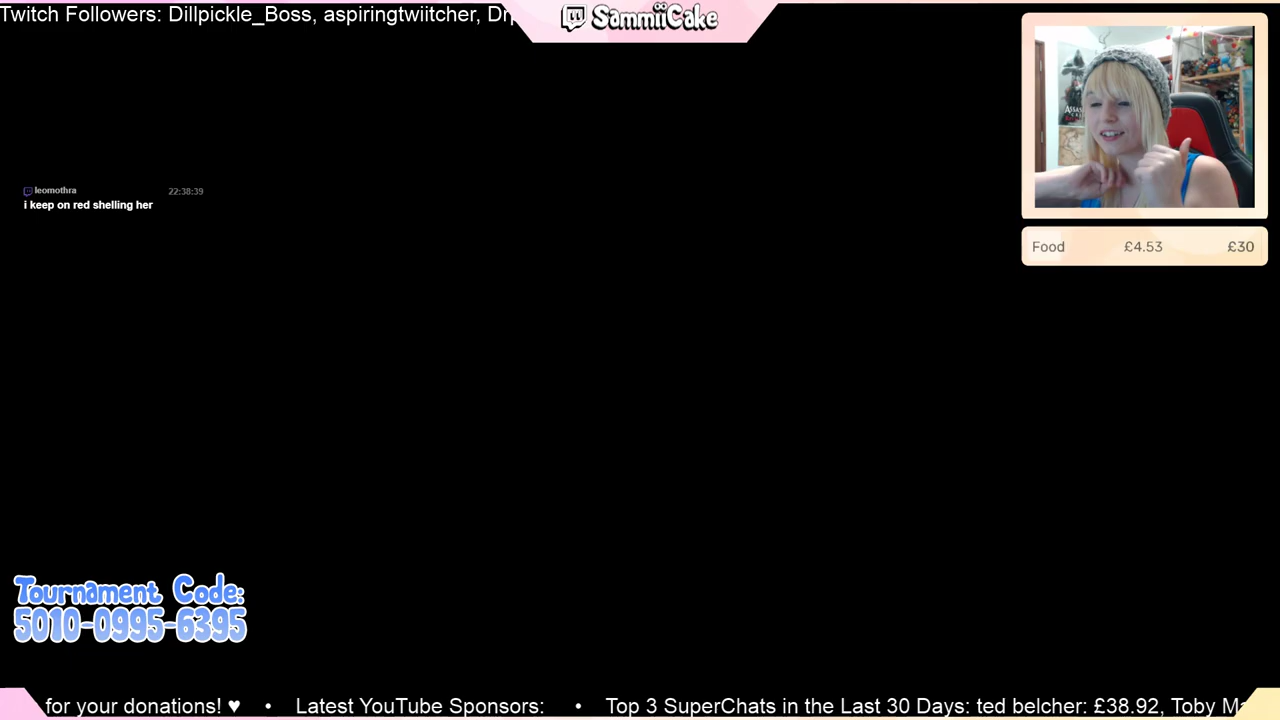 Twitch Followers: Dillpickle_Boss, aspiringtwiitcher,
SammiiCake
leomothra 22:38:39
i keep on red shelling her
Food £4.53 £30
Tournament Code:
5010-0995-6395
for your donations! ♥ • Latest YouTube Sponsors: • Top 3 SuperChats in the Last 30 Days: ted belcher: £38.92, Toby